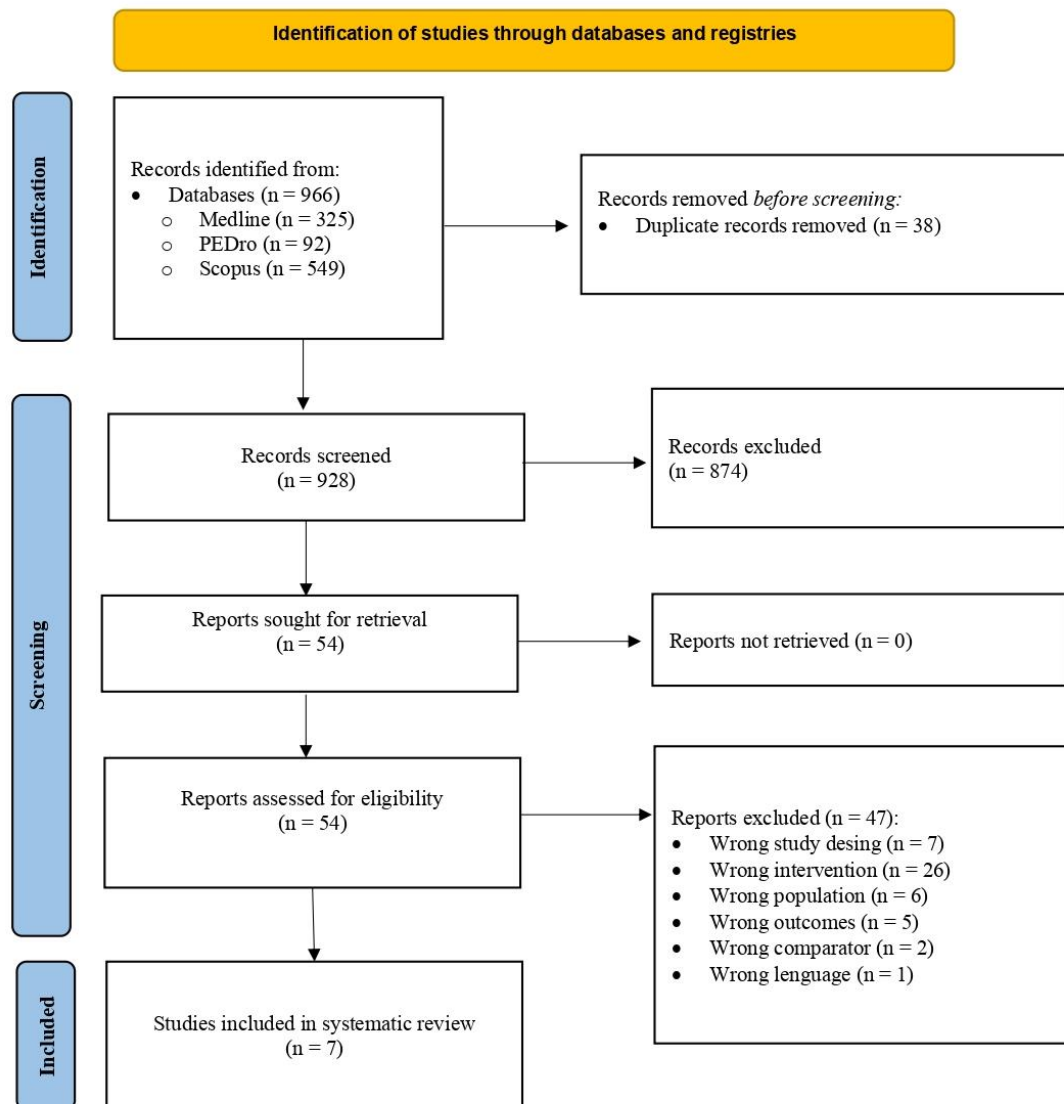 Identification of studies through databases and registries
Identification
Records identified from:
• Databases (n = 966)
o Medline (n = 325)
o PEDro (n = 92)
o Scopus (n = 549)
Records removed before screening:
• Duplicate records removed (n = 38)
Screening
Records screened
(n = 928)
Records excluded
(n = 874)
Reports sought for retrieval
(n = 54)
Reports not retrieved (n = 0)
Reports assessed for eligibility
(n = 54)
Reports excluded (n = 47):
• Wrong study desing (n = 7)
• Wrong intervention (n = 26)
• Wrong population (n = 6)
• Wrong outcomes (n = 5)
• Wrong comparator (n = 2)
• Wrong lenguage (n = 1)
Included
Studies included in systematic review
(n = 7)